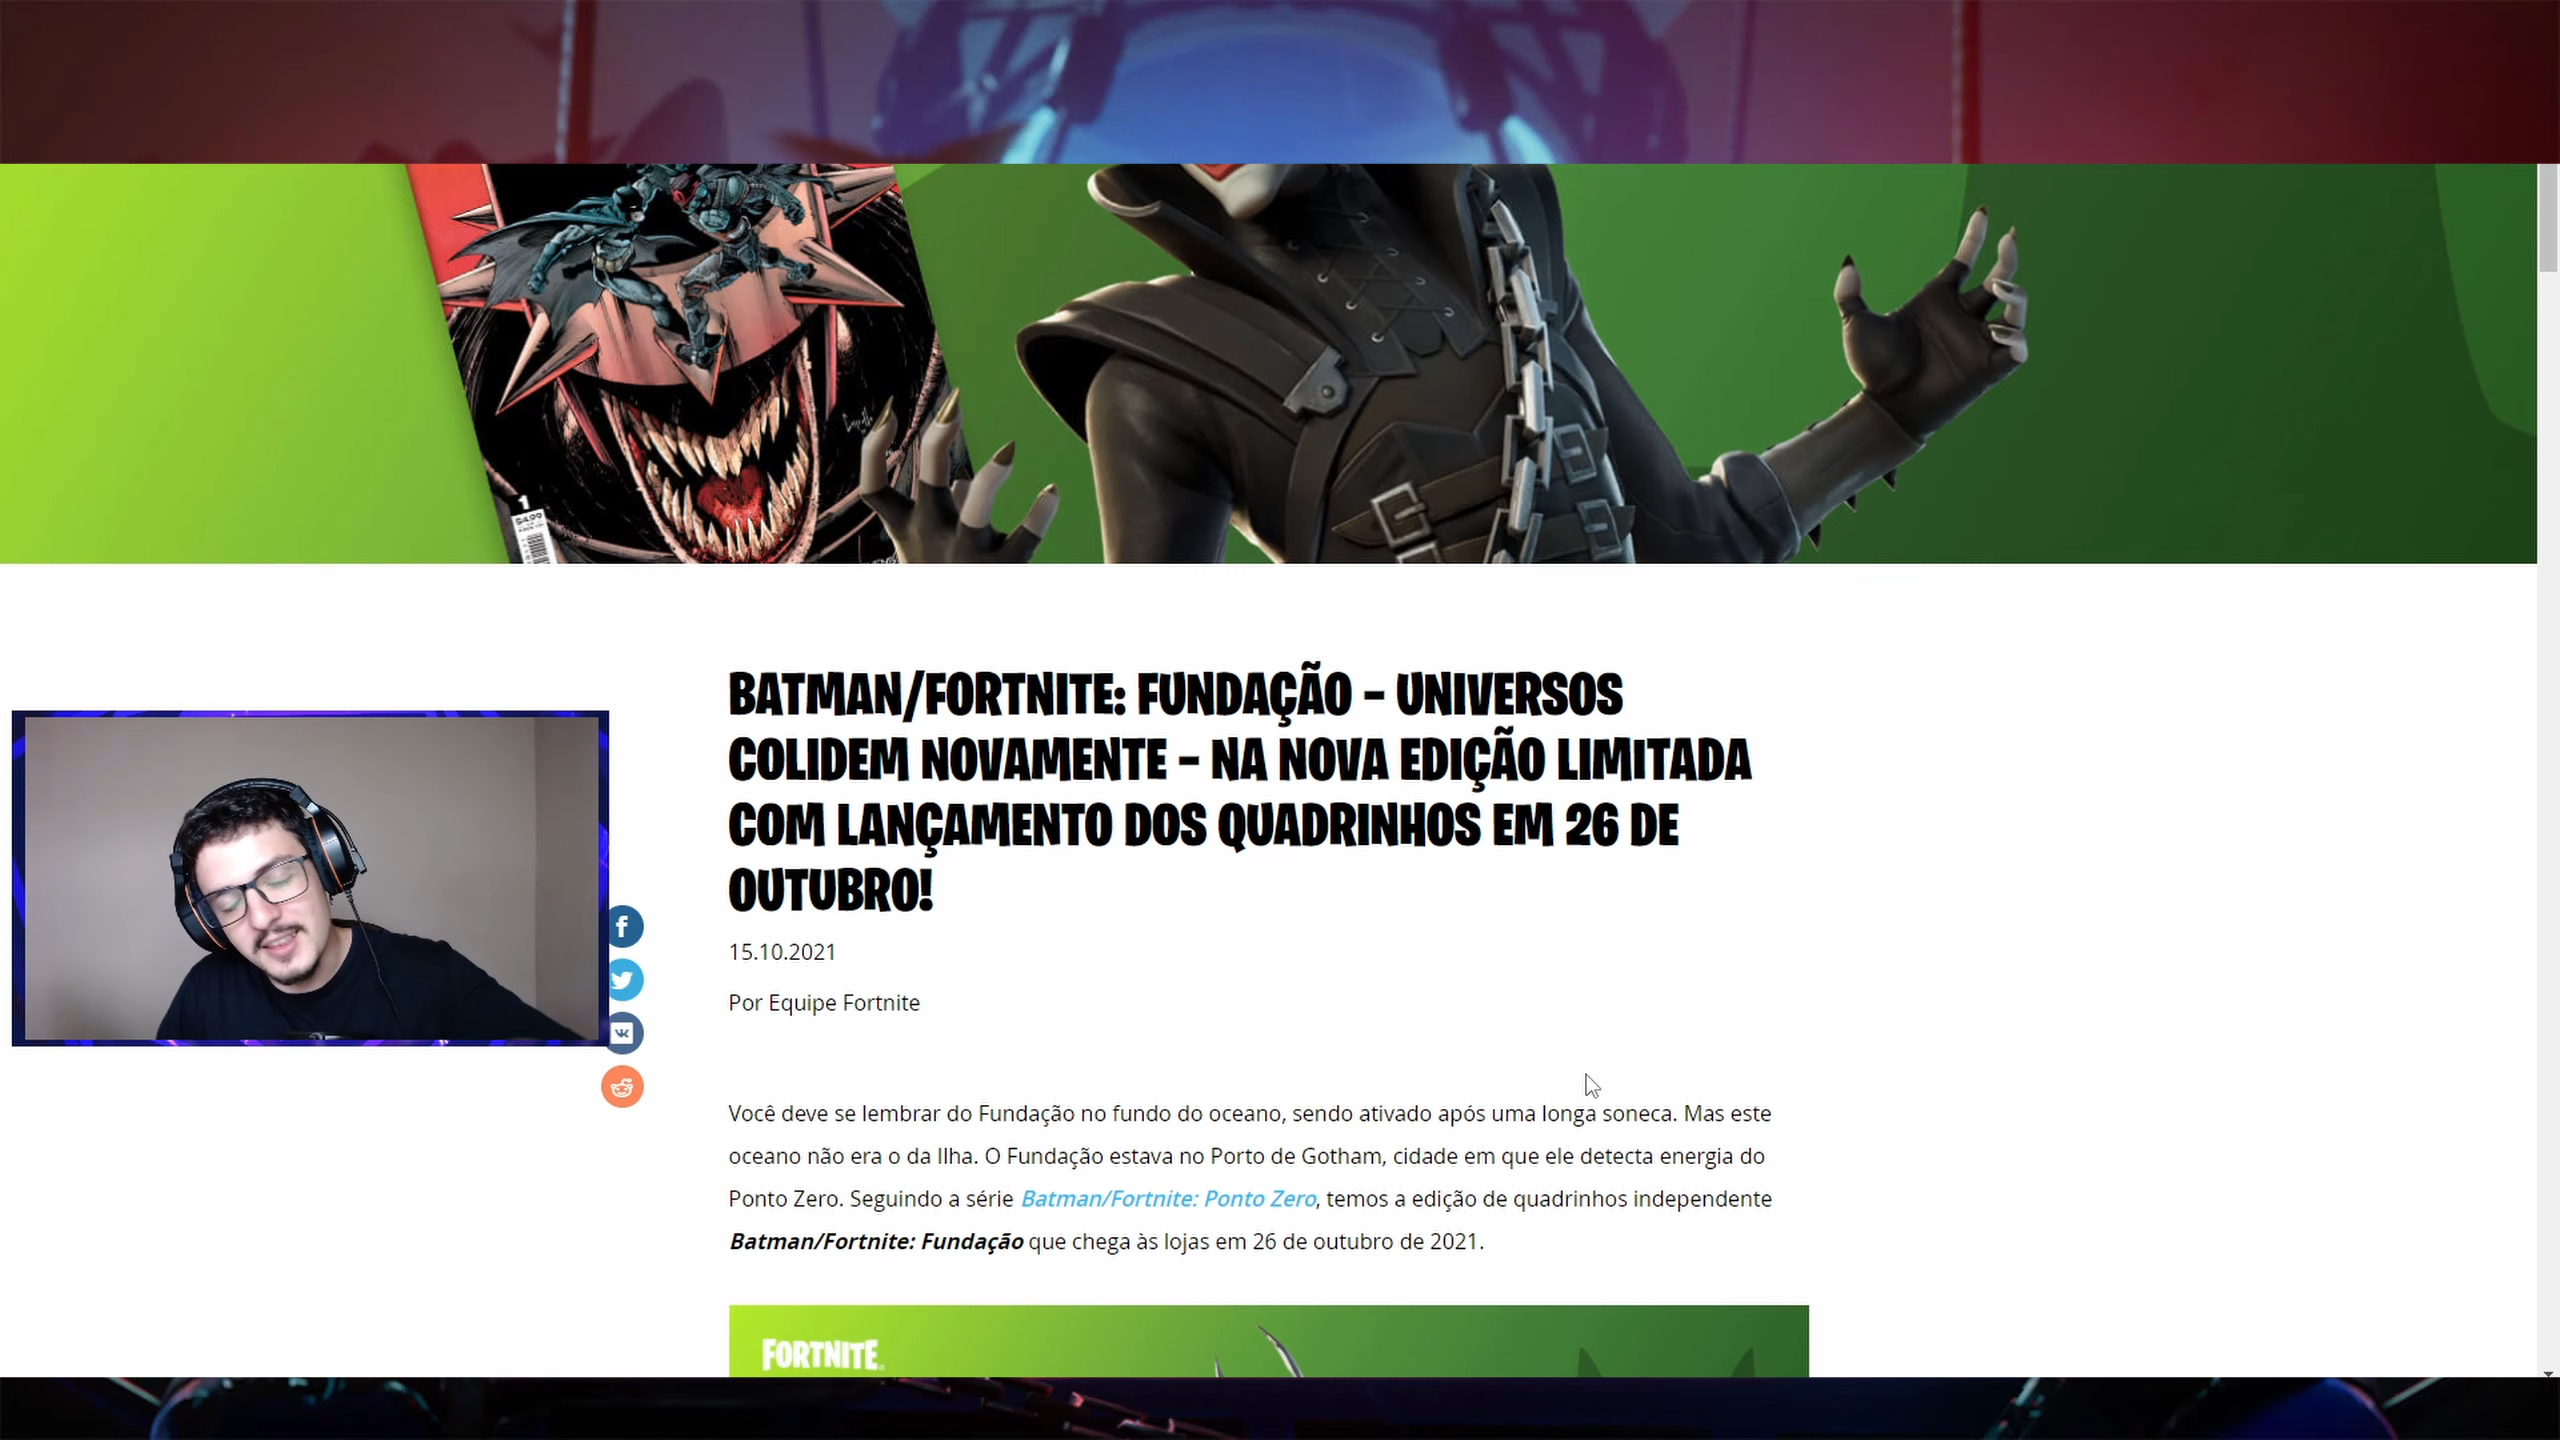 1
$4.99
BATMAN/FORTNITE: FUNDAÇÃO – UNIVERSOS
COLIDEM NOVAMENTE – NA NOVA EDIÇÃO LIMITADA
COM LANÇAMENTO DOS QUADRINHOS EM 26 DE
OUTUBRO!
15.10.2021
Por Equipe Fortnite
Você deve se lembrar do Fundação no fundo do oceano, sendo ativado após uma longa soneca. Mas este
oceano não era o da Ilha. O Fundação estava no Porto de Gotham, cidade em que ele detecta energia do
Ponto Zero. Seguindo a série Batman/Fortnite: Ponto Zero, temos a edição de quadrinhos independente
Batman/Fortnite: Fundação que chega às lojas em 26 de outubro de 2021.
FORTNITE